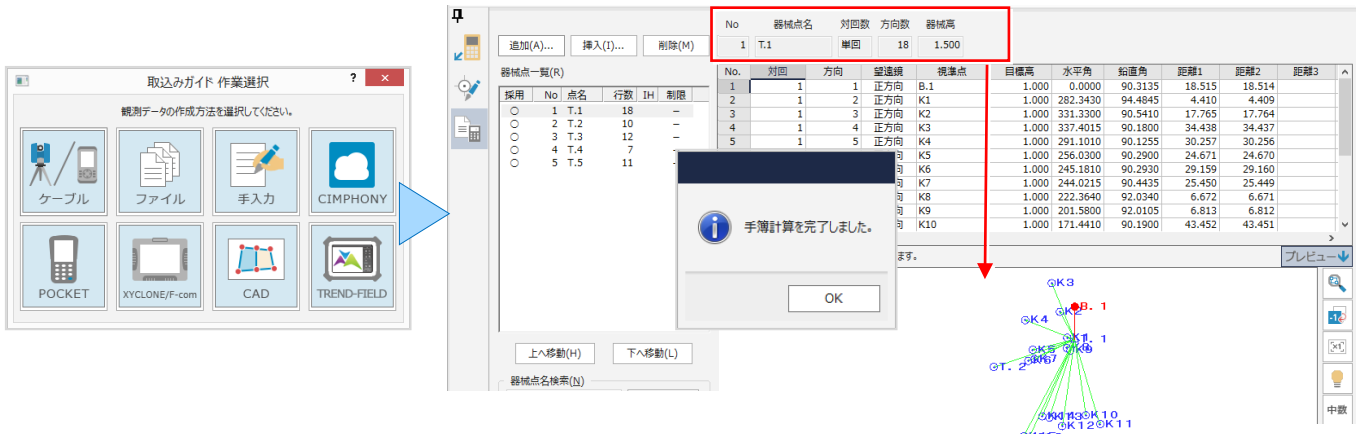 取込みガイド 作業選択
? ×
観測データの作成方法を選択してください。
ケーブル
ファイル
手入力
CIMPHONY
POCKET
XYCLONE/F-com
CAD
TREND-FIELD
追加(A)... 挿入(I)... 削除(M)
器械点一覧(R)
採用 No 点名 行数 IH 制限
○ 1 T.1 18 –
○ 2 T.2 10 –
○ 3 T.3 12 –
○ 4 T.4 7 –
○ 5 T.5 11
上へ移動(H) 下へ移動(L)
器械点名検索(N)
No 器械点名 対回数 方向数 器械高
1 T.1 単回 18 1.500
No. 対回 方向 望遠鏡 視準点 目標高 水平角 鉛直角 距離1 距離2 距離3
1 1 1 正方向 B.1 1.000 0.0000 90.3135 18.515 18.514
2 1 2 正方向 K1 1.000 282.3430 94.4845 4.410 4.409
3 1 3 正方向 K2 1.000 331.3300 90.5410 17.765 17.764
4 1 4 正方向 K3 1.000 337.4015 90.1800 34.438 34.437
5 1 5 正方向 K4 1.000 291.1010 90.1255 30.257 30.256
向 K5 1.000 256.0300 90.2900 24.671 24.670
向 K6 1.000 245.1810 90.2930 29.159 29.160
向 K7 1.000 244.0215 90.4435 25.450 25.449
向 K8 1.000 222.3640 92.0340 6.672 6.671
向 K9 1.000 201.5800 92.0105 6.813 6.812
向 K10 1.000 171.4410 90.1900 43.452 43.451
手簿計算を完了しました。
OK
ます。
プレビュー
K3
K2
B. 1
K4
K5
K9
T. 2
K10
K12
K11
-12
[×1]
中数